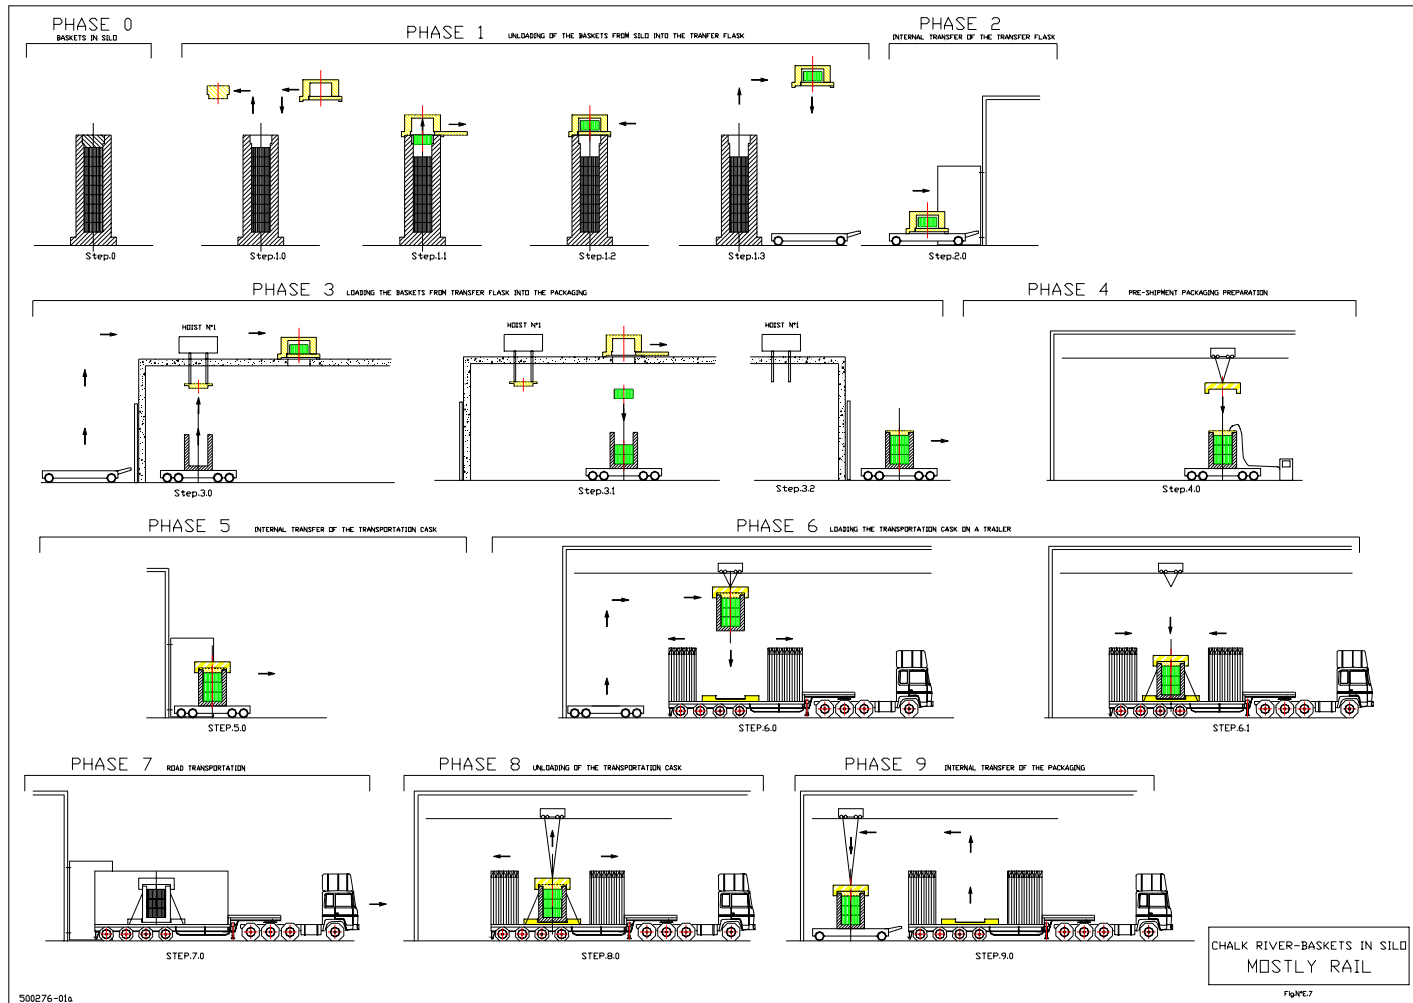 PHASE 0
BASKETS IN SILO
PHASE 1 UNLOADING OF THE BASKETS FROM SILO INTO THE TRANFER FLASK
PHASE 2
INTERNAL TRANSFER OF THE TRANSFER FLASK
Step.0
Step.1.0
Step.1.1
Step.1.2
Step.1.3
Step.2.0
PHASE 3 LOADING THE BASKETS FROM TRANSFER FLASK INTO THE PACKAGING
PHASE 4 PRE-SHIPMENT PACKAGING PREPARATION
HOIST N°1
HOIST N°1
HOIST N°1
Step.3.0
Step.3.1
Step.3.2
Step.4.0
PHASE 5 INTERNAL TRANSFER OF THE TRANSPORTATION CASK
PHASE 6 LOADING THE TRANSPORTATION CASK ON A TRAILER
STEP.5.0
STEP.6.0
STEP.6.1
PHASE 7 ROAD TRANSPORTATION
PHASE 8 UNLOADING OF THE TRANSPORTATION CASK
PHASE 9 INTERNAL TRANSFER OF THE PACKAGING
STEP.7.0
STEP.8.0
STEP.9.0
CHALK RIVER-BASKETS IN SILO
MOSTLY RAIL
Fig.N°E.7
500276-01a